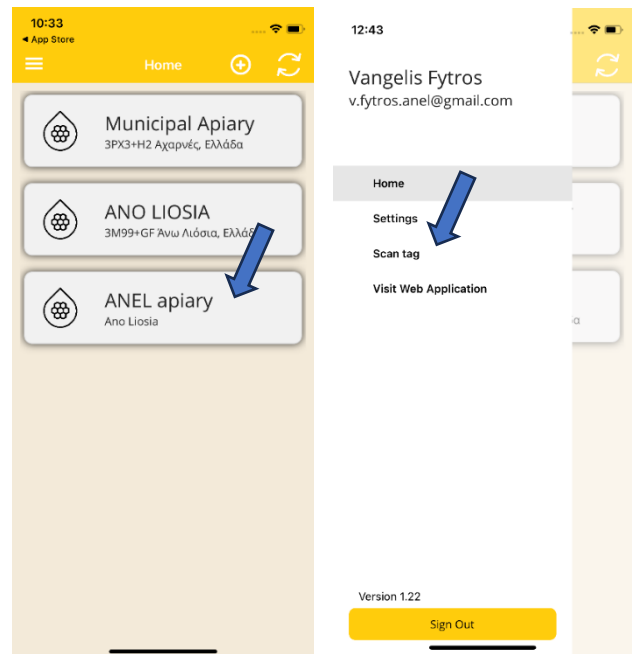 10:33
◄ App Store
Home
Municipal Apiary
3PX3+H2 Αχαρνές, Ελλάδα
ANO LIOSIA
3M99+GF Άνω Λιόσια, Ελλάδ
ANEL apiary
Ano Liosia
12:43
Vangelis Fytros
v.fytros.anel@gmail.com
Home
Settings
Scan tag
Visit Web Application
α
Version 1.22
Sign Out